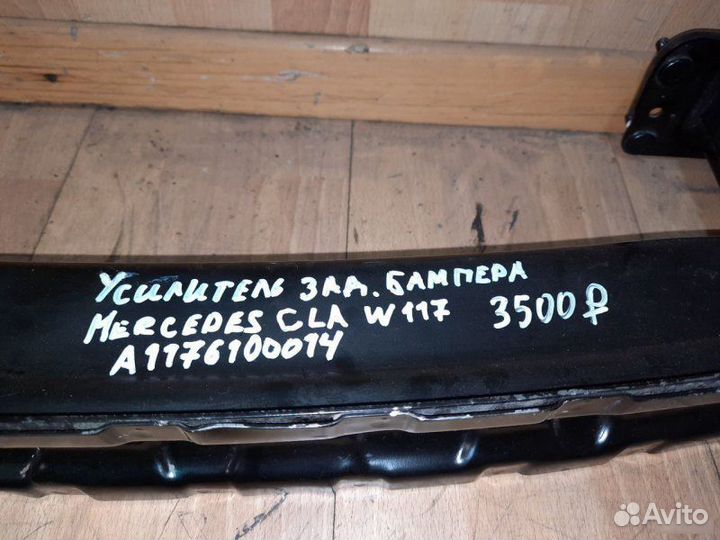 Усилитель зад. бампера
Mercedes CLA W117 3500₽
A1176100014
Avito